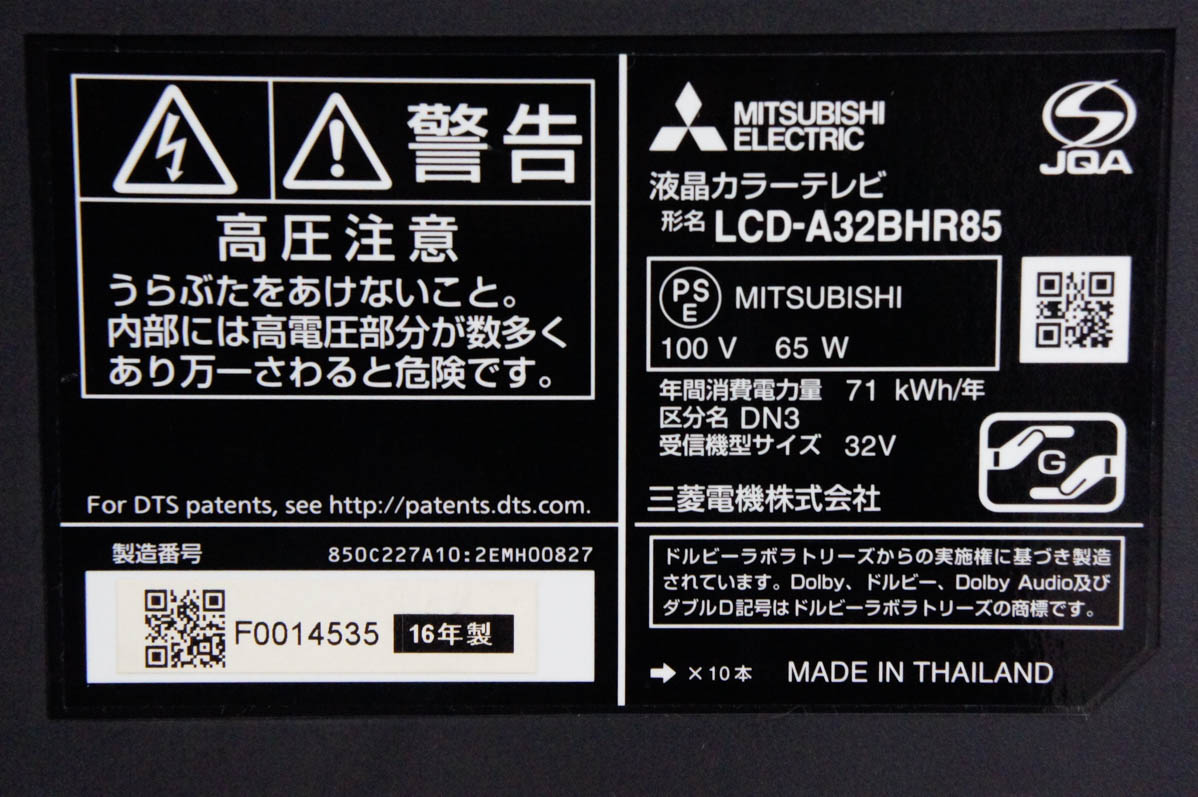 警告
高圧注意
うらぶたをあけないこと。
内部には高電圧部分が数多く
あり万一さわると危険です。
For DTS patents, see http://patents.dts.com.
製造番号 850C227A10:2EMH00827
F0014535 16年製
MITSUBISHI
ELECTRIC
JQA
液晶カラーテレビ
形名 LCD-A32BHR85
PSE MITSUBISHI
100 V 65 W
年間消費電力量 71 kWh/年
区分名 DN3
受信機型サイズ 32V
G
三菱電機株式会社
ドルビーラボラトリーズからの実施権に基づき製造
されています。Dolby、ドルビー、Dolby Audio及び
ダブルD記号はドルビーラボラトリーズの商標です。
➡ ×10本 MADE IN THAILAND